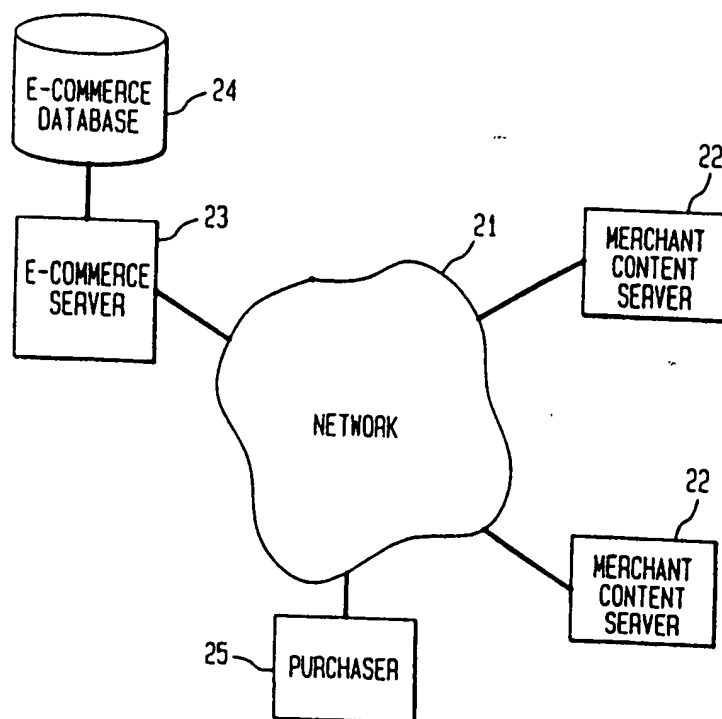 E-COMMERCE
DATABASE
24
23
E-COMMERCE
SERVER
21
22
MERCHANT
CONTENT
SERVER
NETWORK
22
MERCHANT
CONTENT
SERVER
25
PURCHASER